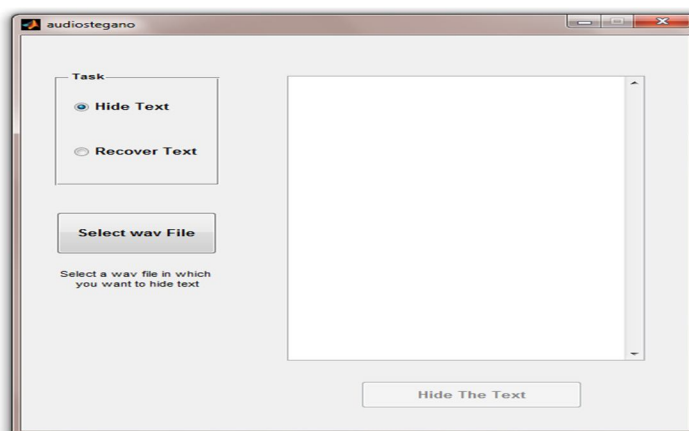 audiostegano
Task
Hide Text
Recover Text
Select wav File
Select a wav file in which
you want to hide text
Hide The Text